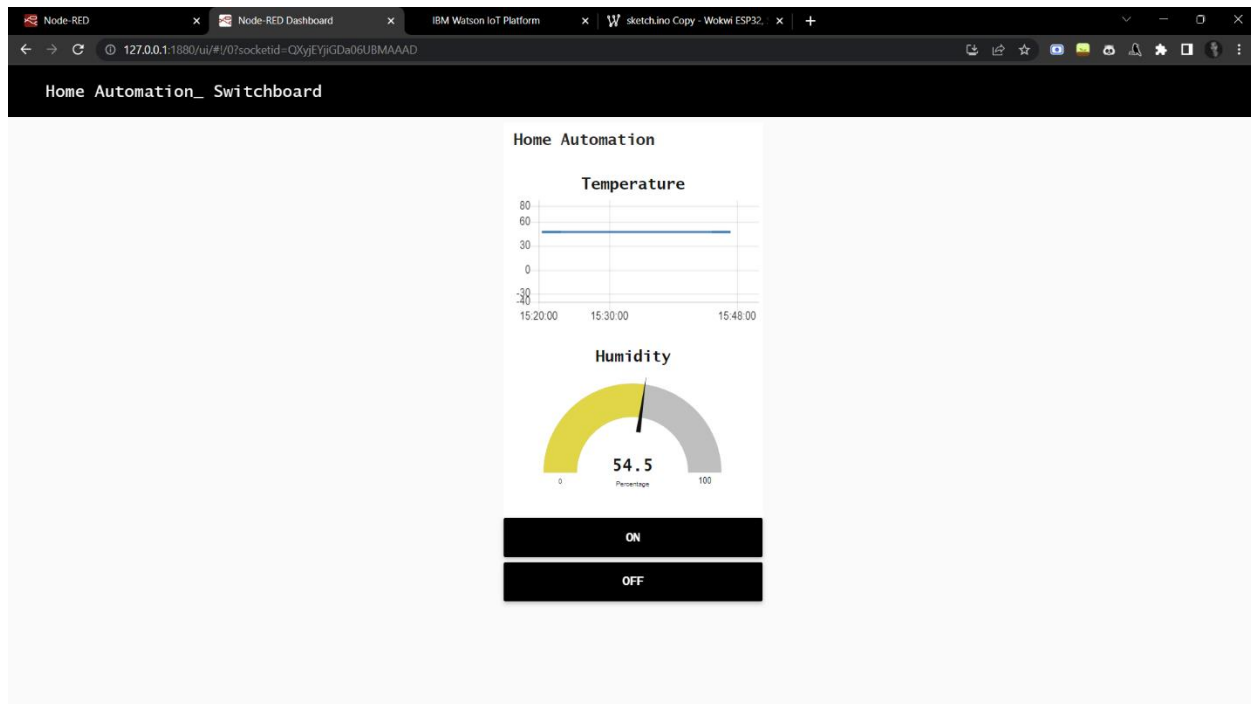 Node-RED
Node-RED Dashboard
IBM Watson IoT Platform
sketch.ino Copy - Wokwi ESP32,
127.0.0.1:1880/ui/#!/0?socketid=QXyjEYjiGDa06UBMAAAD
Home Automation_ Switchboard
Home Automation
Temperature
80
60
30
0
-30
-40
15:20:00 15:30:00 15:48:00
Humidity
54.5
0 Percentage 100
ON
OFF